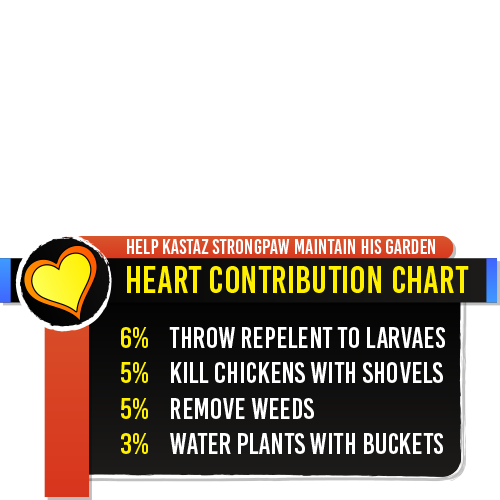 HELP KASTAZ STRONGPAW MAINTAIN HIS GARDEN
HEART CONTRIBUTION CHART
6% THROW REPELENT TO LARVAES
5% KILL CHICKENS WITH SHOVELS
5% REMOVE WEEDS
3% WATER PLANTS WITH BUCKETS